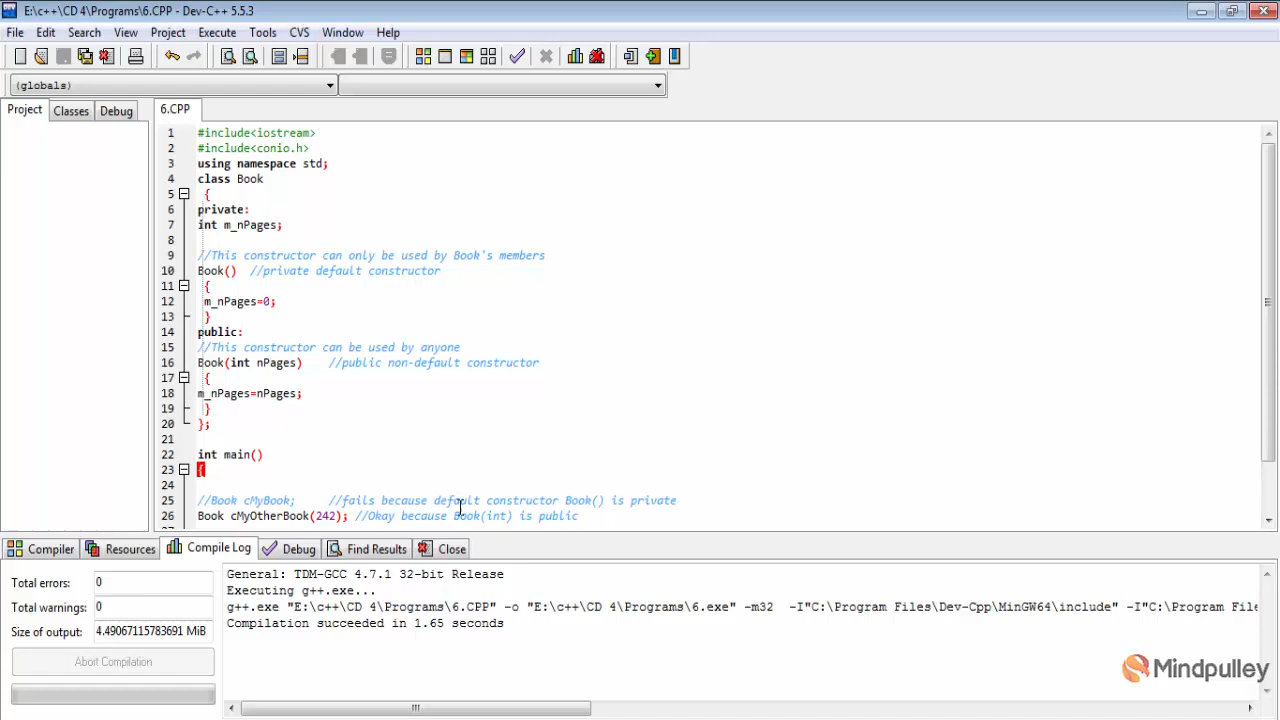 E:\c++\CD 4\Programs\6.CPP - Dev-C++ 5.5.3
File Edit Search View Project Execute Tools CVS Window Help
(globals)
Project Classes Debug 6.CPP
1 #include<iostream>
2 #include<conio.h>
3 using namespace std;
4 class Book
5 {
6 private:
7 int m_nPages;
8
9 //This constructor can only be used by Book's members
10 Book() //private default constructor
11 {
12 m_nPages=0;
13 }
14 public:
15 //This constructor can be used by anyone
16 Book(int nPages) //public non-default constructor
17 {
18 m_nPages=nPages;
19 }
20 };
21
22 int main()
23 {
24
25 //Book cMyBook; //fails because default constructor Book() is private
26 Book cMyOtherBook(242); //Okay because Book(int) is public
Compiler Resources Compile Log Debug Find Results Close
Total errors: 0
Total warnings: 0
Size of output: 4.49067115783691 MiB
Abort Compilation
General: TDM-GCC 4.7.1 32-bit Release
Executing g++.exe...
g++.exe "E:\c++\CD 4\Programs\6.CPP" -o "E:\c++\CD 4\Programs\6.exe" -m32 -I"C:\Program Files\Dev-Cpp\MinGW64\include" -I"C:\Program File
Compilation succeeded in 1.65 seconds
Mindpulley